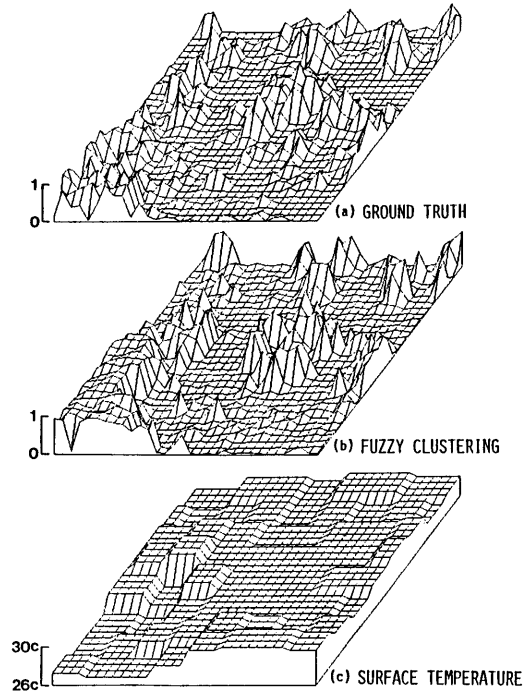 1
0
(a) GROUND TRUTH
1
0
(b) FUZZY CLUSTERING
30c
26c
(c) SURFACE TEMPERATURE